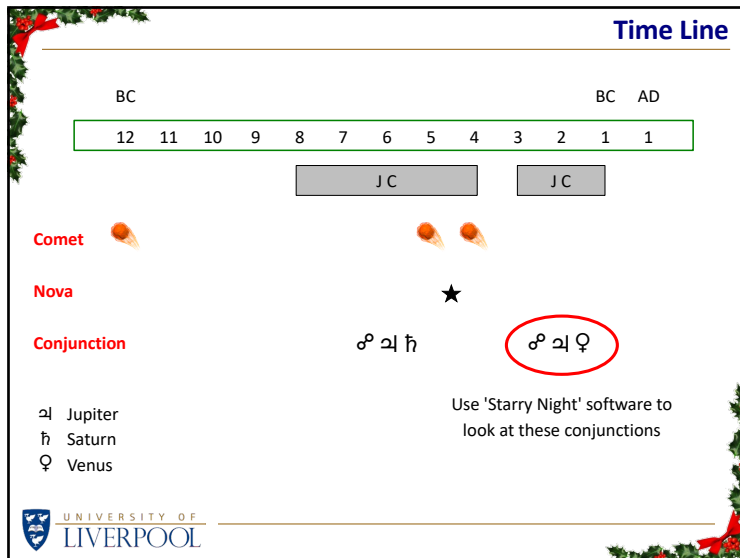 Time Line
BC BC AD
12 11 10 9 8 7 6 5 4 3 2 1 1
J C J C
Comet
Nova
Conjunction ☍ ♃ ♄ ☍ ♃ ♀
♃ Jupiter
♄ Saturn
♀ Venus
Use 'Starry Night' software to
look at these conjunctions
UNIVERSITY OF
LIVERPOOL